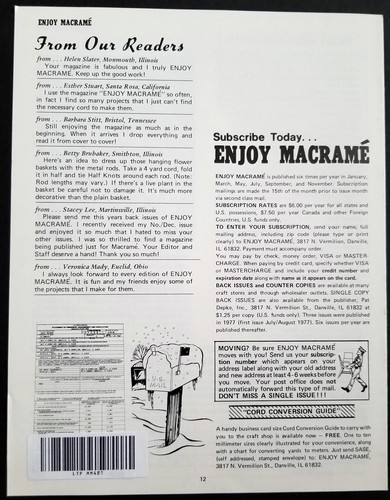 ENJOY MACRAMÉ
From Our Readers
from . . . Helen Slater, Monmouth, Illinois
Your magazine is fabulous and I truly ENJOY
MACRAMÉ. Keep up the good work!
from . . . Esther Stuart, Santa Rosa, California
I use the magazine "ENJOY MACRAMÉ" so often,
in fact I find so many projects that I just can't find
the necessary cord to make them.
from . . . Barbara Stitt, Bristol, Tennessee
Still enjoying the magazine as much as in the
beginning. When it arrives I drop everything and
read it from cover to cover!
from . . . Betty Brubaker, Smithton, Illinois
Here's an idea to dress up those hanging flower
baskets with the metal rods. Take a 4 yard cord, fold
it in half and tie Half Knots around each rod. (Note:
Rod lengths may vary.) If there's a live plant in the
basket be careful not to damage it. It's much more
decorative than the plain basket.
from . . . Stacey Lee, Martinsville, Illinois
Please send me this years back issues of ENJOY
MACRAMÉ. I recently received my Nov./Dec. issue
and enjoyed it so much that I hated to miss your
other issues. I was so thrilled to find a magazine
being published just for Macramé. Your Editor and
Staff deserve a hand! Thank you so much!
from . . . Veronica Mady, Euclid, Ohio
I always look forward to every edition of ENJOY
MACRAMÉ. It is fun and my friends enjoy some of
the projects that I make for them.
U.S.
MAIL
LTP MM481
Subscribe Today...
ENJOY MACRAMÉ
ENJOY MACRAMÉ is published six times per year in January,
March, May, July, September, and November. Subscription
mailings are made the 15th of the month prior to issue month
via second class mail.
SUBSCRIPTION RATES are $6.00 per year for all states and
U.S. possessions, $7.50 per year Canada and other Foreign
Countries, (U.S. funds only).
TO ENTER YOUR SUBSCRIPTION, send your name, full
mailing address, including zip code (please type or print
clearly) to ENJOY MACRAMÉ, 3817 N. Vermilion, Danville,
IL 61832. Payment must accompany order.
You may pay by check, money order, VISA or MASTER
CHARGE. When paying by credit card, specify whether VISA
or MASTERCHARGE and include your credit number and
expiration date along with name as it appears on the card.
BACK ISSUES and COUNTER COPIES are available at many
craft stores and through wholesale outlets. SINGLE COPY
BACK ISSUES are also available from the publisher, Pat
Depke, Inc., 3817 N. Vermilion St., Danville, IL 61832 at
$1.25 per copy (U.S. funds only). Three issues were published
in 1977 (First issue July/August 1977). Six issues per year are
published thereafter.
MOVING? Be sure ENJOY MACRAMÉ
moves with you! Send us your subscrip-
tion number which appears on your
address label along with your old address
and new address at least 4-6 weeks before
you move. Your post office does not
automatically forward this type of mail.
DON'T MISS A SINGLE ISSUE!!!
"CORD CONVERSION GUIDE"
A handy business card size Cord Conversion Guide to carry with
you to the craft shop is available now — FREE. One to ten
millimeter sizes clearly illustrated for your convenience, along
with a chart for converting yards to meters. Just send SASE,
(self addressed, stamped envelope) to, ENJOY MACRAMÉ,
3817 N. Vermilion St., Danville, IL 61832.
12